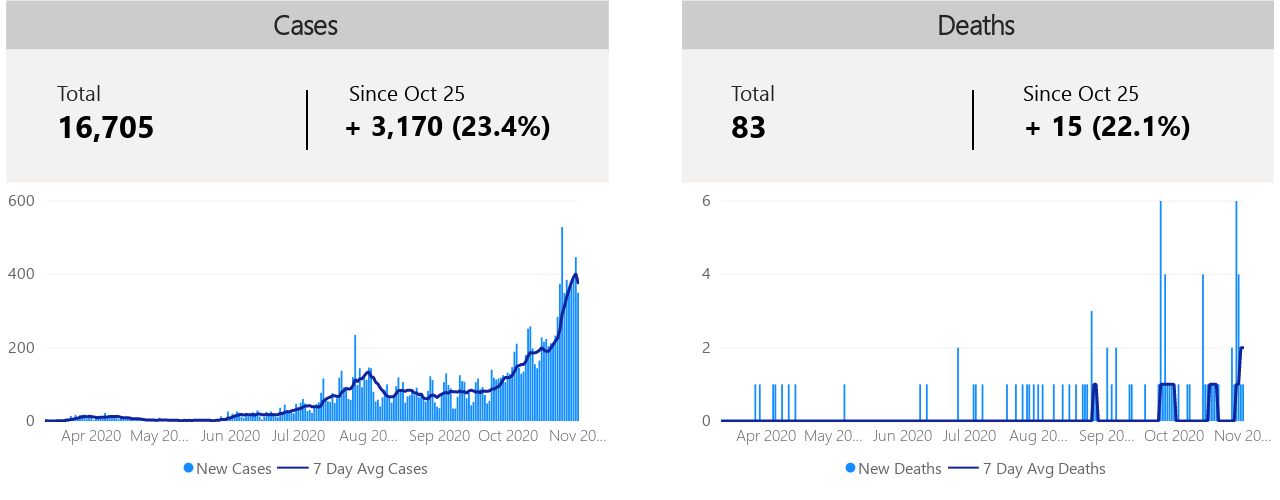 Cases
Total
16,705
Since Oct 25
+ 3,170 (23.4%)
600
400
200
0
Apr 2020 May 20... Jun 2020 Jul 2020 Aug 20... Sep 2020 Oct 2020 Nov 20...
New Cases 7 Day Avg Cases
Deaths
Total
83
Since Oct 25
+ 15 (22.1%)
6
4
2
0
Apr 2020 May 20... Jun 2020 Jul 2020 Aug 20... Sep 20... Oct 2020 Nov 20...
New Deaths 7 Day Avg Deaths